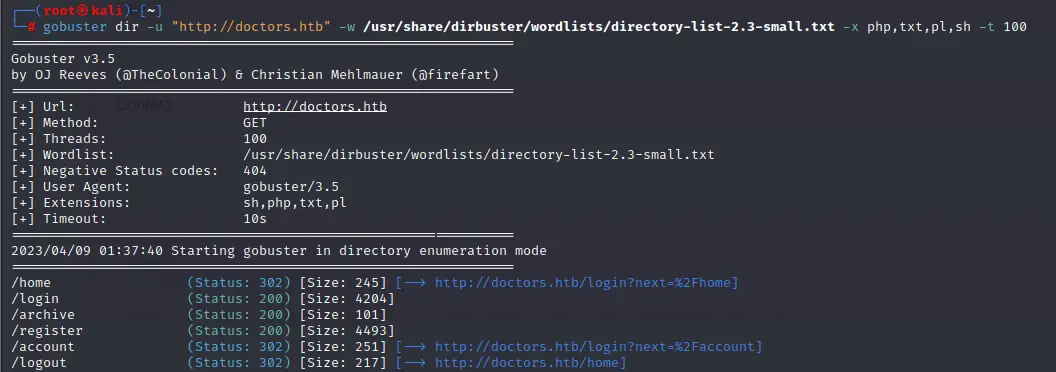 ┌──(root㉿kali)-[~]
└─# gobuster dir -u "http://doctors.htb" -w /usr/share/dirbuster/wordlists/directory-list-2.3-small.txt -x php,txt,pl,sh -t 100
===============================================================
Gobuster v3.5
by OJ Reeves (@TheColonial) & Christian Mehlmauer (@firefart)
===============================================================
[+] Url: http://doctors.htb
Content
[+] Method: GET
[+] Threads: 100
[+] Wordlist: /usr/share/dirbuster/wordlists/directory-list-2.3-small.txt
[+] Negative Status codes: 404
[+] User Agent: gobuster/3.5
[+] Extensions: sh,php,txt,pl
[+] Timeout: 10s
===============================================================
2023/04/09 01:37:40 Starting gobuster in directory enumeration mode
===============================================================
/home (Status: 302) [Size: 245] [--> http://doctors.htb/login?next=%2Fhome]
/login (Status: 200) [Size: 4204]
/archive (Status: 200) [Size: 101]
/register (Status: 200) [Size: 4493]
/account (Status: 302) [Size: 251] [--> http://doctors.htb/login?next=%2Faccount]
/logout (Status: 302) [Size: 217] [--> http://doctors.htb/home]